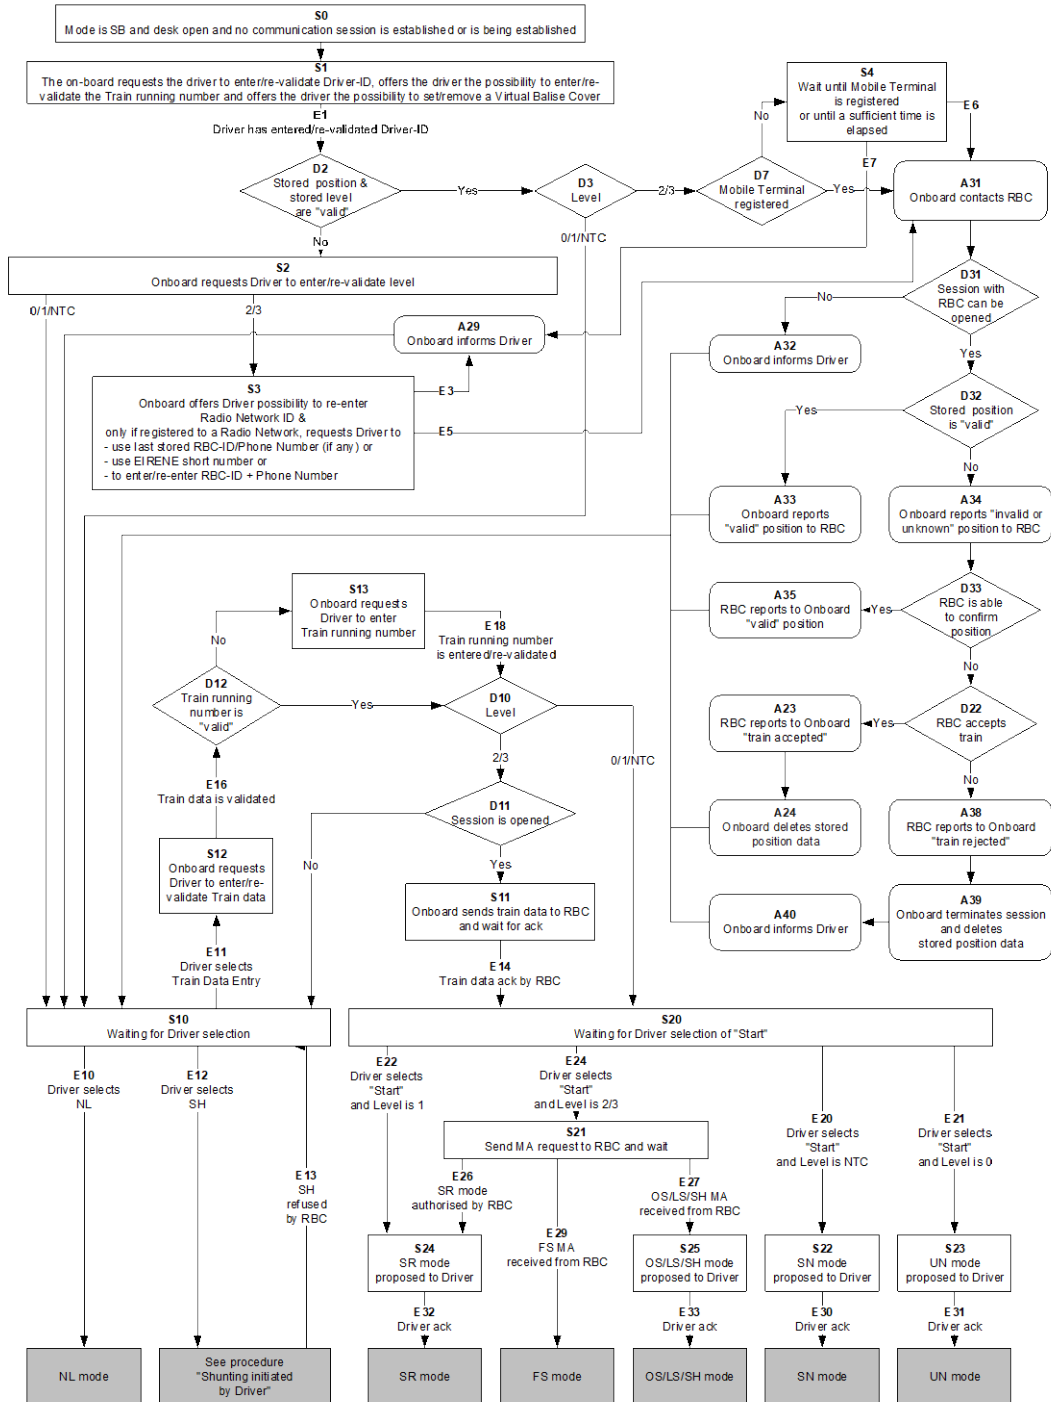 S0
Mode is SB and desk open and no communication session is established or is being established
S1
The on-board requests the driver to enter/re-validate Driver-ID, offers the driver the possibility to enter/re-
validate the Train running number and offers the driver the possibility to set/remove a Virtual Balise Cover
E1
Driver has entered/re-validated Driver-ID
S4
Wait until Mobile Terminal
is registered
or until a sufficient time is
elapsed
No
E6
E7
D2
Stored position &
stored level
are "valid"
Yes
D3
Level
2/3
D7
Mobile Terminal
registered
Yes
A31
Onboard contacts RBC
No
0/1/NTC
S2
Onboard requests Driver to enter/re-validate level
0/1/NTC
2/3
D31
Session with
RBC can be
opened
No
Yes
A29
Onboard informs Driver
A32
Onboard informs Driver
S3
Onboard offers Driver possibility to re-enter
Radio Network ID &
only if registered to a Radio Network, requests Driver to
- use last stored RBC-ID/Phone Number (if any) or
- use EIRENE short number or
- to enter/re-enter RBC-ID + Phone Number
E3
E5
D32
Stored position
is "valid"
Yes
No
A33
Onboard reports
"valid" position to RBC
A34
Onboard reports "invalid or
unknown" position to RBC
S13
Onboard requests
Driver to enter
Train running number
No
E18
Train running number
is entered/re-validated
A35
RBC reports to Onboard
"valid" position
Yes
D33
RBC is able
to confirm
position
No
D12
Train running
number is
"valid"
Yes
D10
Level
2/3
0/1/NTC
A23
RBC reports to Onboard
"train accepted"
Yes
D22
RBC accepts
train
No
E16
Train data is validated
D11
Session is opened
No
Yes
A24
Onboard deletes stored
position data
A38
RBC reports to Onboard
"train rejected"
S12
Onboard requests
Driver to enter/re-
validate Train data
S11
Onboard sends train data to RBC
and wait for ack
A40
Onboard informs Driver
A39
Onboard terminates session
and deletes
stored position data
E11
Driver selects
Train Data Entry
E14
Train data ack by RBC
S10
Waiting for Driver selection
S20
Waiting for Driver selection of "Start"
E10
Driver selects
NL
E12
Driver selects
SH
E13
SH
refused
by RBC
E22
Driver selects
"Start"
and Level is 1
E24
Driver selects
"Start"
and Level is 2/3
E20
Driver selects
"Start"
and Level is NTC
E21
Driver selects
"Start"
and Level is 0
S21
Send MA request to RBC and wait
E26
SR mode
authorised by RBC
E29
FS MA
received from RBC
E27
OS/LS/SH MA
received from RBC
S24
SR mode
proposed to Driver
S25
OS/LS/SH mode
proposed to Driver
S22
SN mode
proposed to Driver
S23
UN mode
proposed to Driver
E32
Driver ack
E33
Driver ack
E30
Driver ack
E31
Driver ack
NL mode
See procedure
"Shunting initiated
by Driver"
SR mode
FS mode
OS/LS/SH mode
SN mode
UN mode